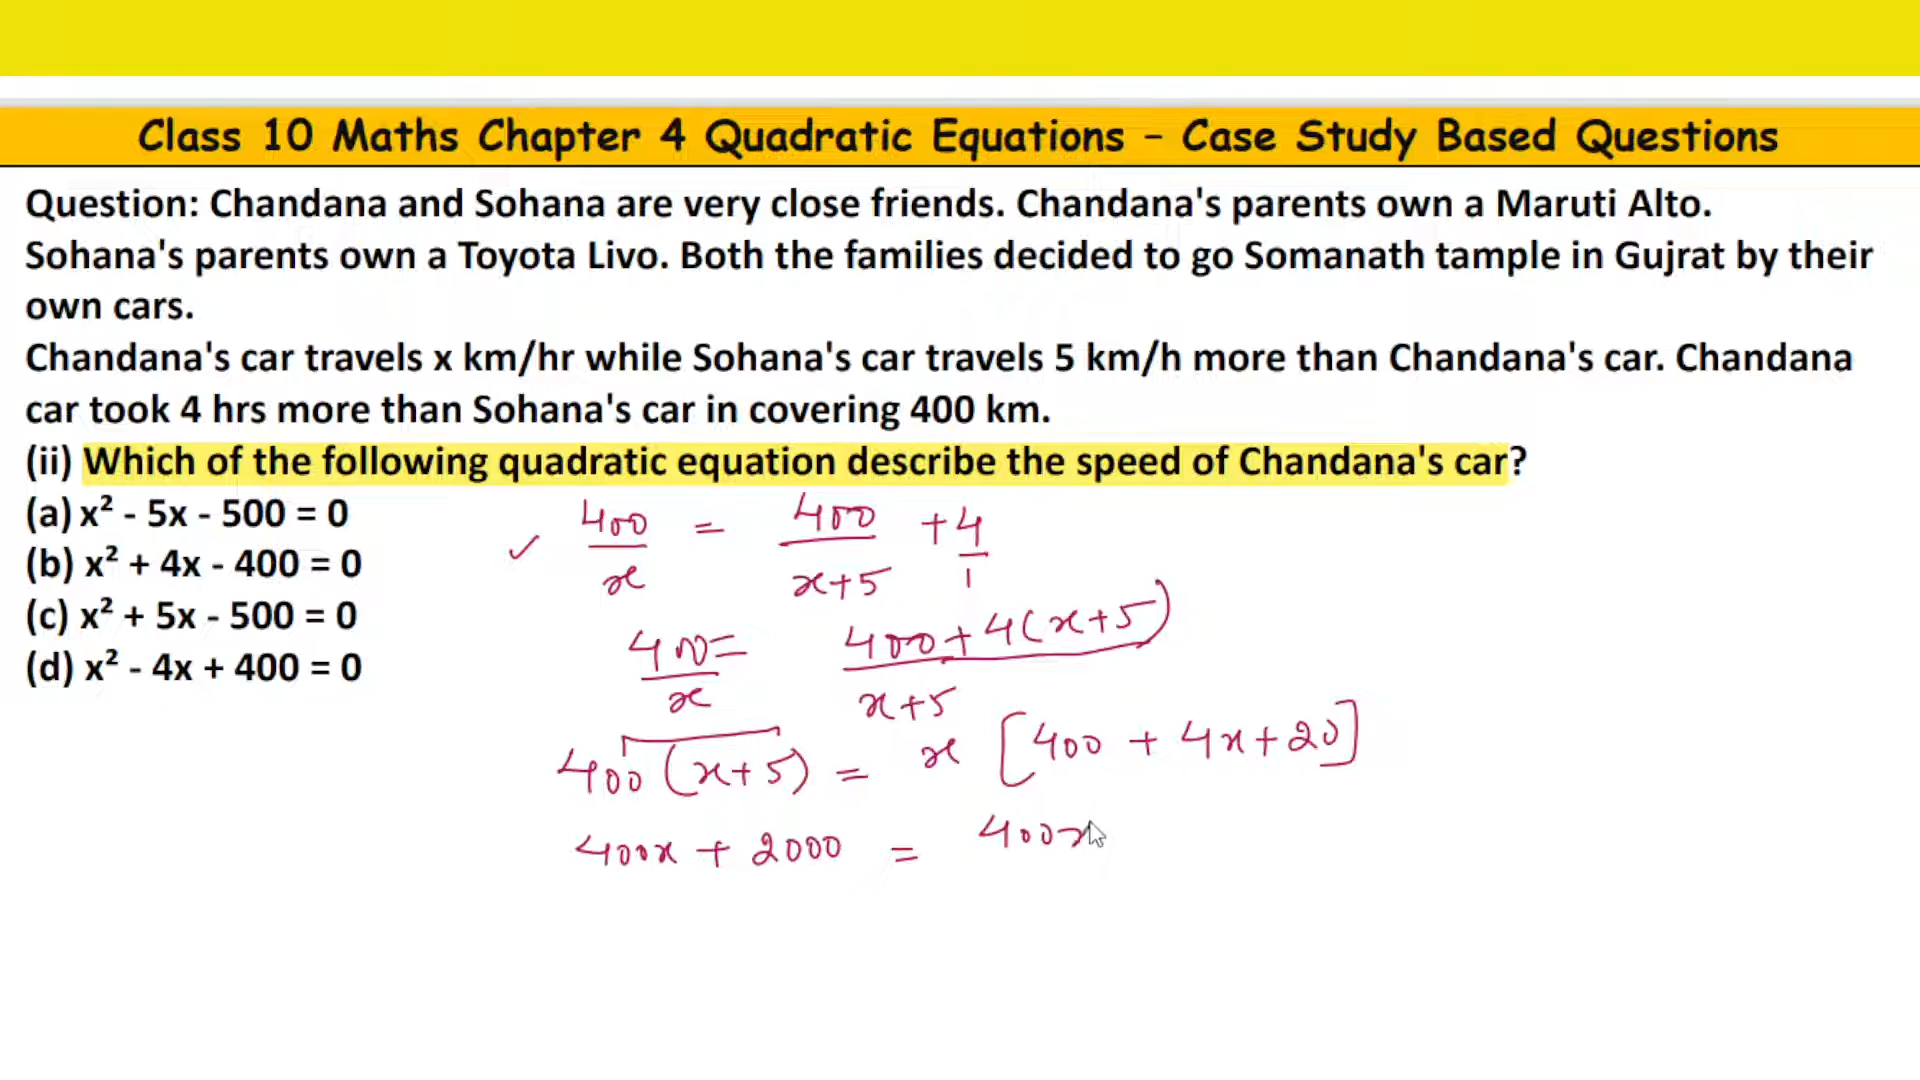 Class 10 Maths Chapter 4 Quadratic Equations - Case Study Based Questions
Question: Chandana and Sohana are very close friends. Chandana's parents own a Maruti Alto.
Sohana's parents own a Toyota Livo. Both the families decided to go Somanath tample in Gujrat by their
own cars.
Chandana's car travels x km/hr while Sohana's car travels 5 km/h more than Chandana's car. Chandana
car took 4 hrs more than Sohana's car in covering 400 km.
(ii) Which of the following quadratic equation describe the speed of Chandana's car?
(a) x² - 5x - 500 = 0
(b) x² + 4x - 400 = 0
(c) x² + 5x - 500 = 0
(d) x² - 4x + 400 = 0
✓ 400/x = 400/x+5 + 4/1
400/x = 400+4(x+5)/x+5
400(x+5) = x[400 + 4x+20]
400x + 2000 = 400x